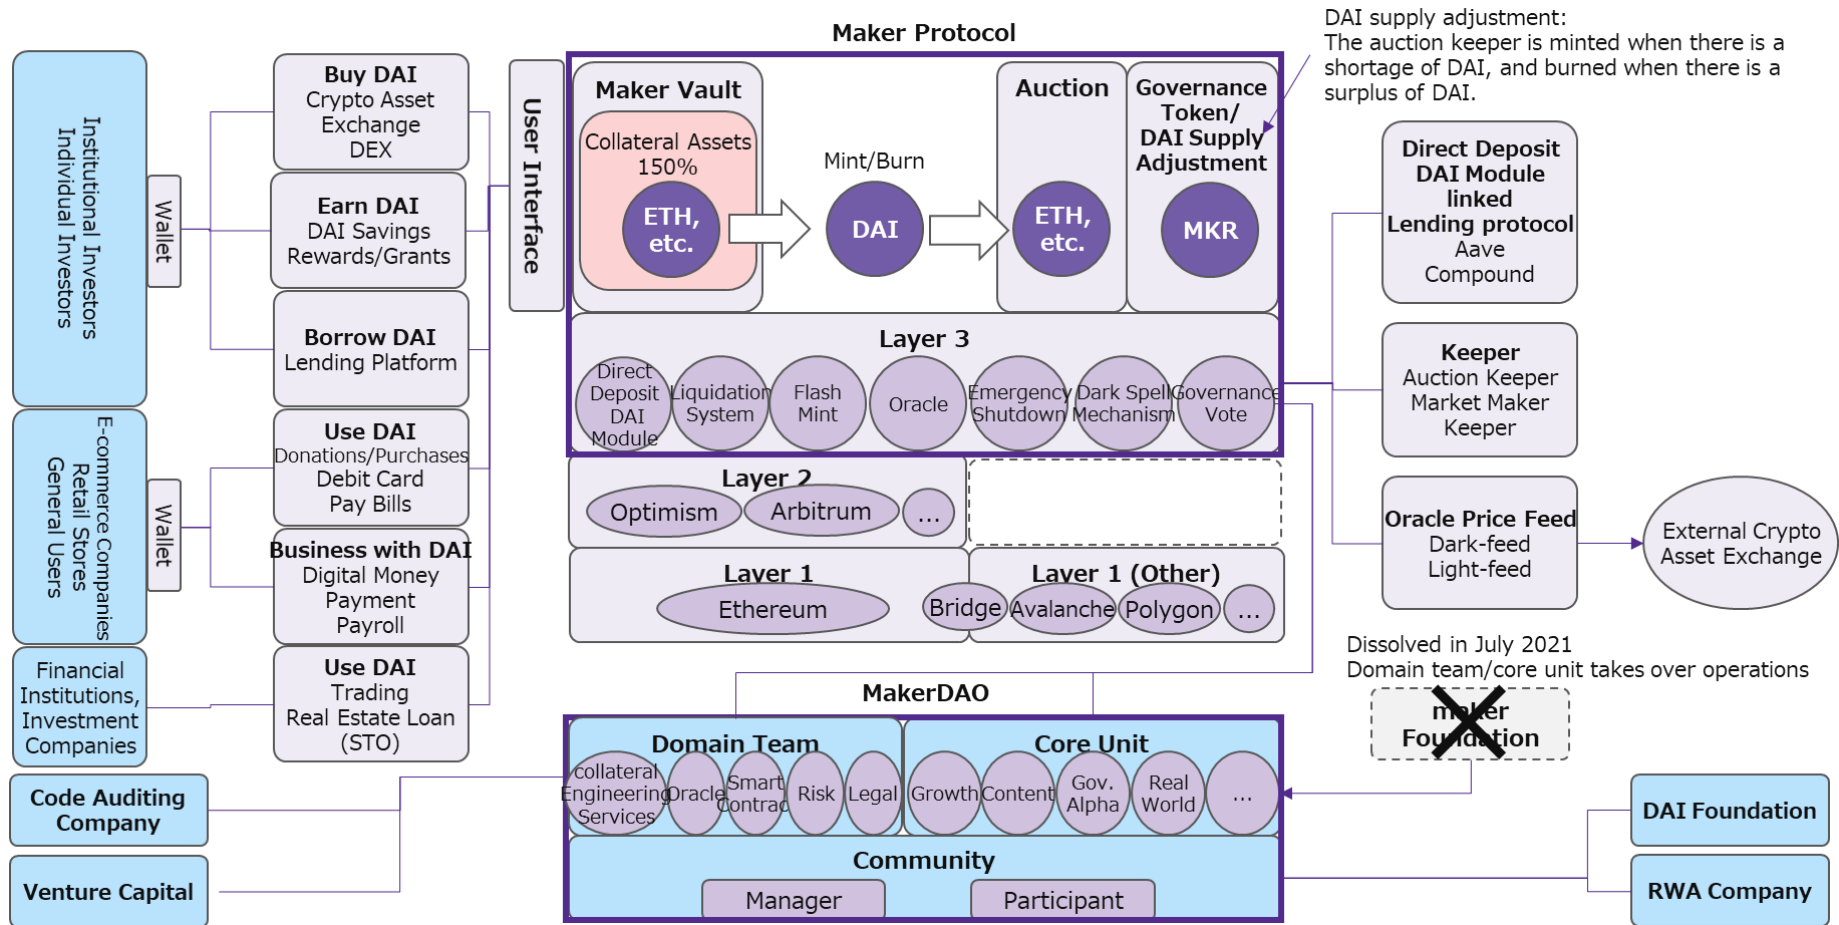 Maker Protocol
DAI supply adjustment:
The auction keeper is minted when there is a
shortage of DAI, and burned when there is a
surplus of DAI.
Institutional Investors
Individual Investors
Wallet
Buy DAI
Crypto Asset
Exchange
DEX
Earn DAI
DAI Savings
Rewards/Grants
Borrow DAI
Lending Platform
E-commerce Companies
Retail Stores
General Users
Wallet
Use DAI
Donations/Purchases
Debit Card
Pay Bills
Business with DAI
Digital Money
Payment
Payroll
Financial
Institutions,
Investment
Companies
Use DAI
Trading
Real Estate Loan
(STO)
Code Auditing
Company
Venture Capital
User Interface
Maker Vault
Collateral Assets
150%
ETH,
etc.
Mint/Burn
DAI
Auction
ETH,
etc.
Governance
Token/
DAI Supply
Adjustment
MKR
Layer 3
Direct
Deposit
DAI
Module
Liquidation
System
Flash
Mint
Oracle
Emergency
Shutdown
Dark Spell
Mechanism
Governance
Vote
Layer 2
Optimism
Arbitrum
...
Layer 1
Ethereum
Bridge
Layer 1 (Other)
Avalanche
Polygon
...
Direct Deposit
DAI Module
linked
Lending protocol
Aave
Compound
Keeper
Auction Keeper
Market Maker
Keeper
Oracle Price Feed
Dark-feed
Light-feed
External Crypto
Asset Exchange
Dissolved in July 2021
Domain team/core unit takes over operations
maker
Foundation
MakerDAO
Domain Team
collateral
Engineering
Services
Oracle
Smart
Contrac
Risk
Legal
Core Unit
Growth
Content
Gov.
Alpha
Real
World
...
Community
Manager
Participant
DAI Foundation
RWA Company